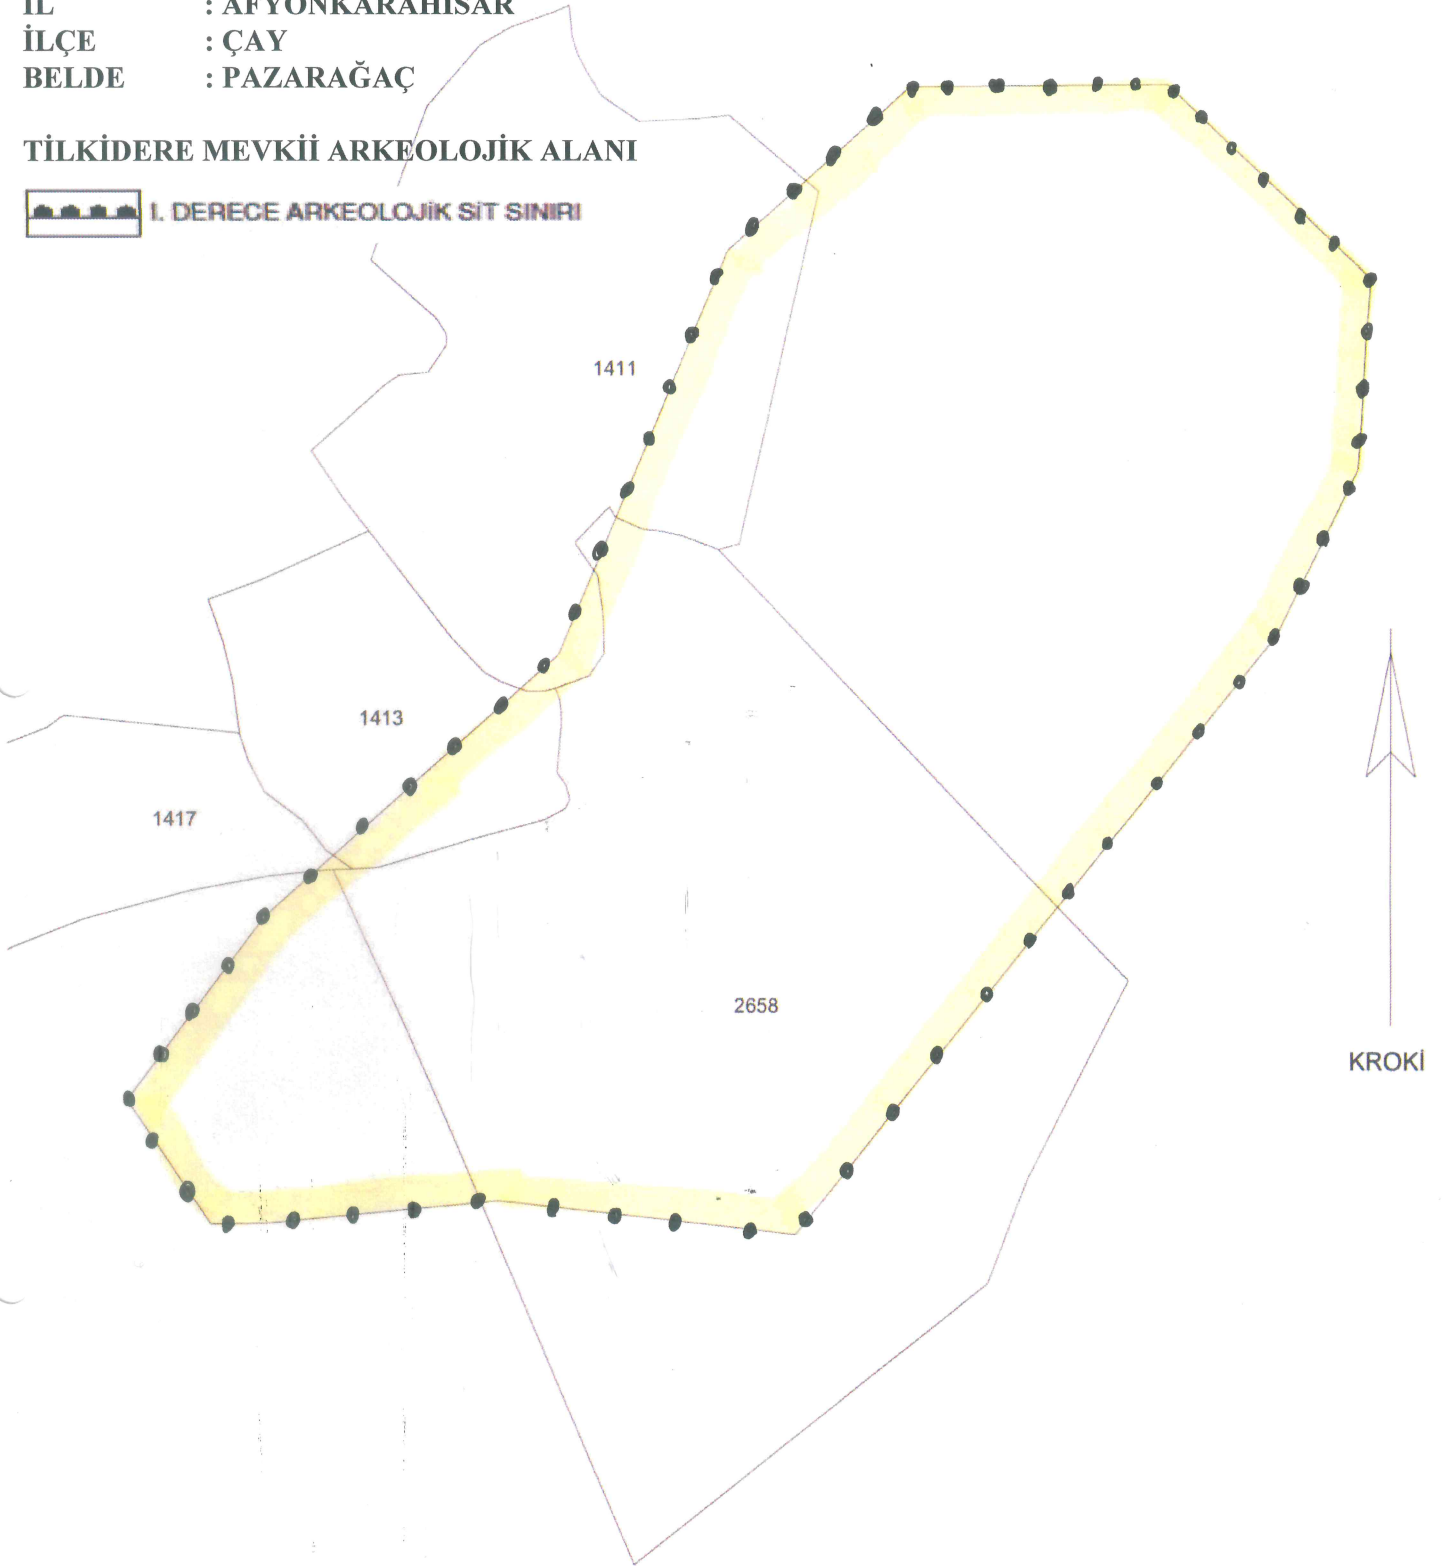 İL : AFYONKARAHİSAR
İLÇE : ÇAY
BELDE : PAZARAĞAÇ
TİLKİDERE MEVKİİ ARKEOLOJİK ALANI
I. DERECE ARKEOLOJİK SİT SINIRI
1411
1413
1417
2658
KROKİ